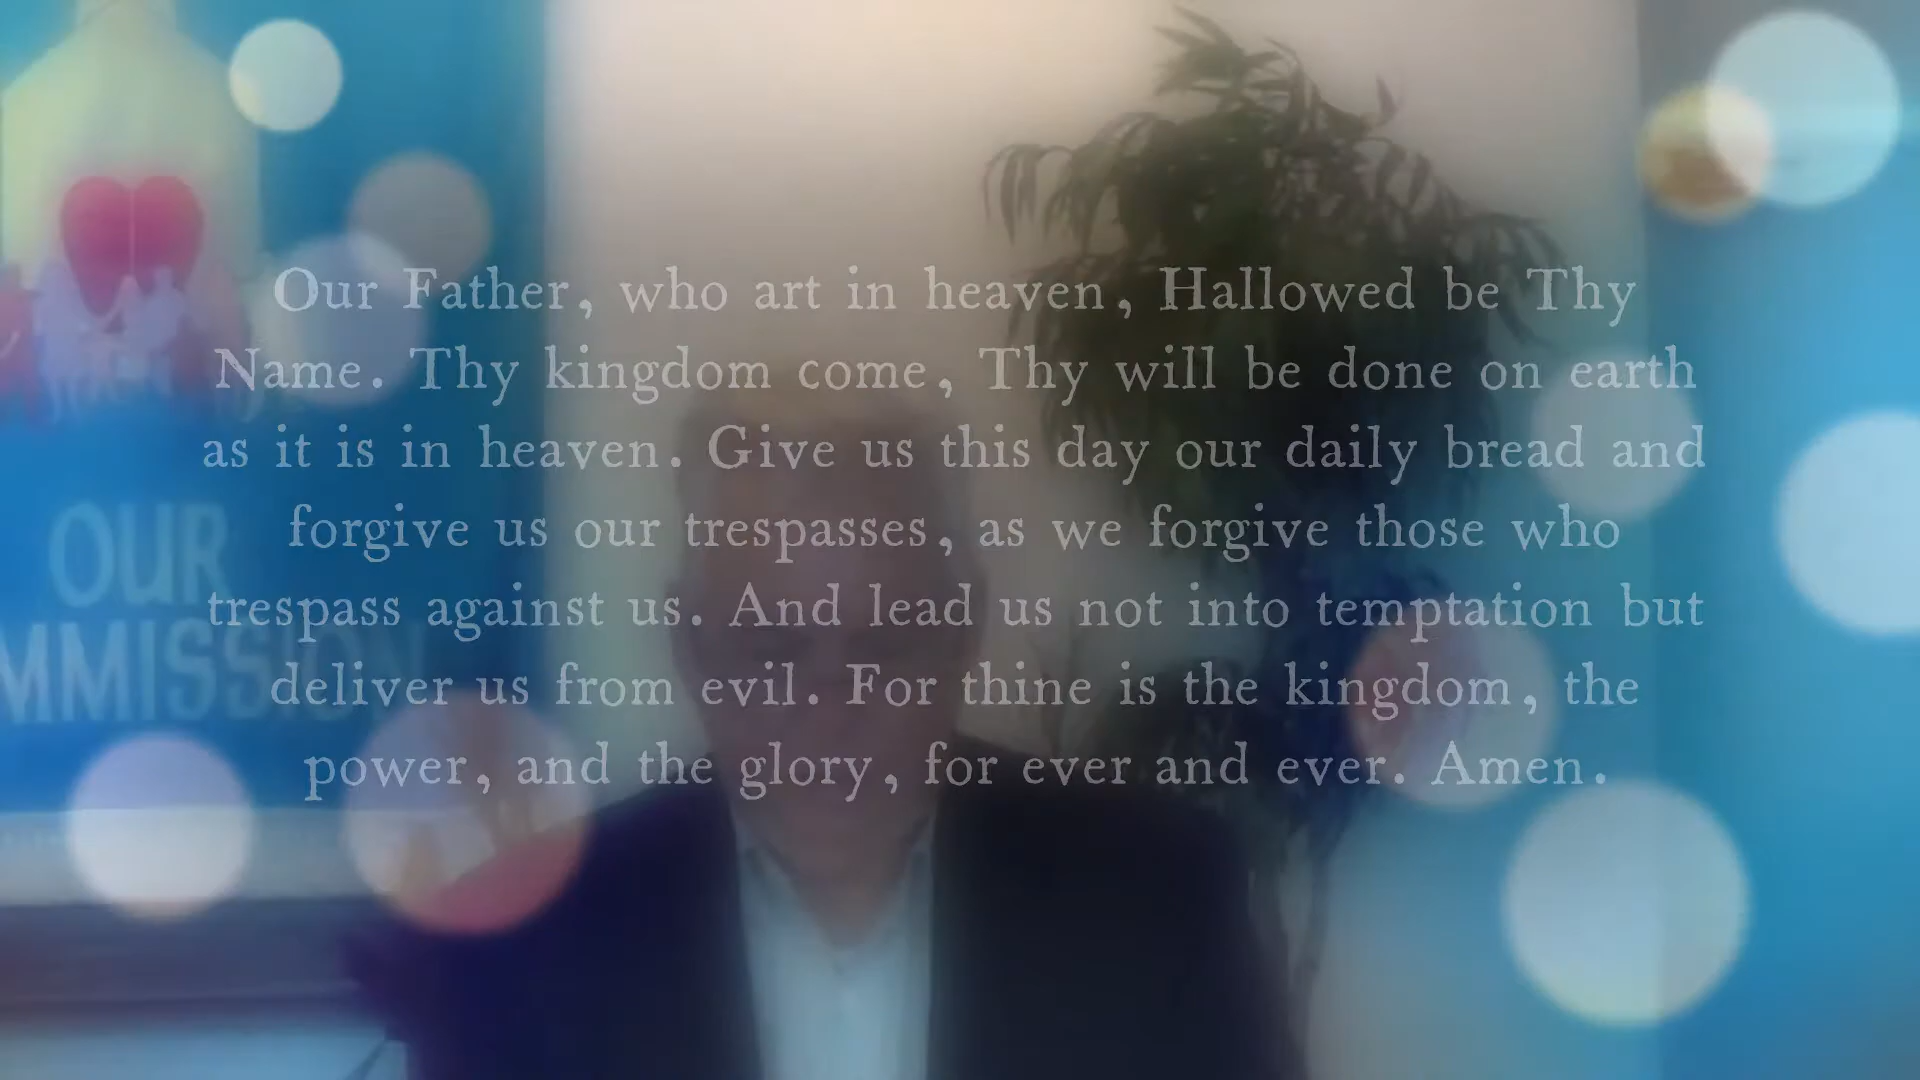 Our Father, who art in heaven, Hallowed be Thy
Name. Thy kingdom come, Thy will be done on earth
as it is in heaven. Give us this day our daily bread and
forgive us our trespasses, as we forgive those who
trespass against us. And lead us not into temptation but
deliver us from evil. For thine is the kingdom, the
power, and the glory, for ever and ever. Amen.
OUR
MMISSION